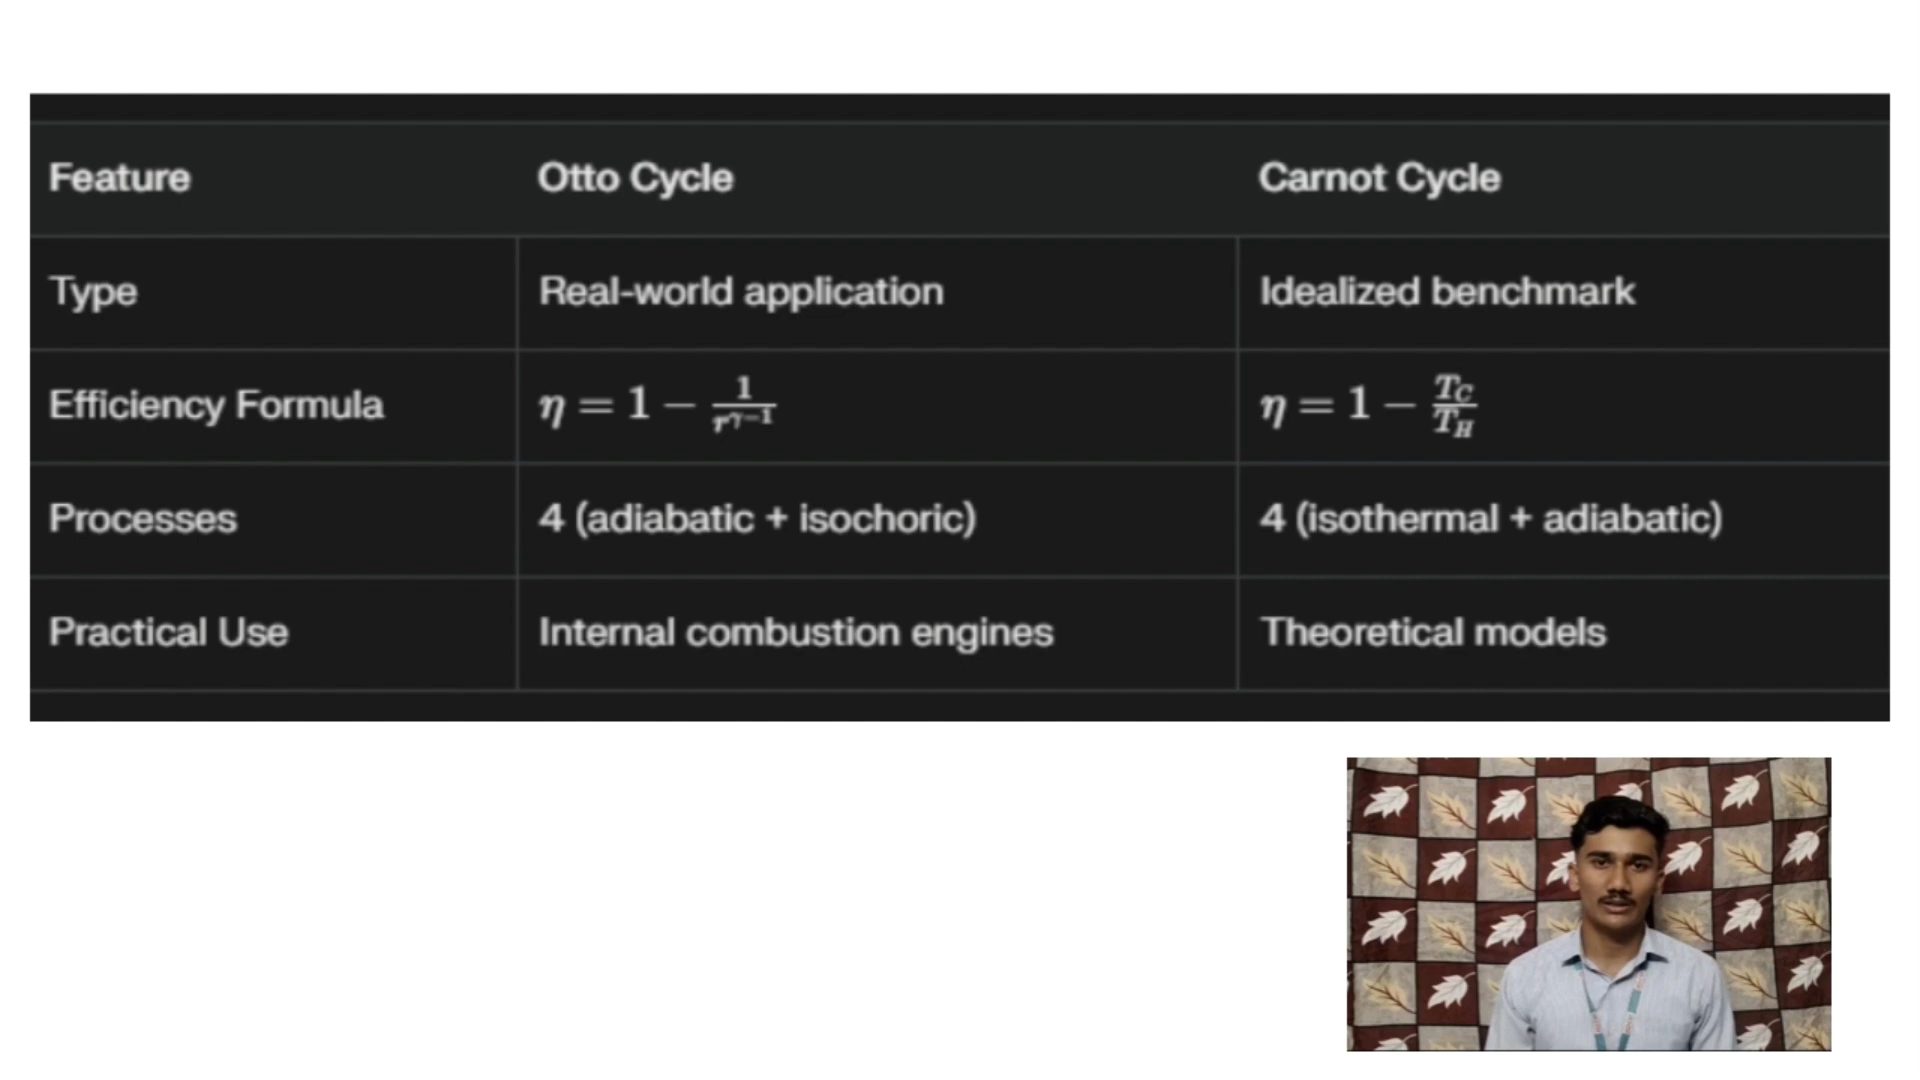 Feature Otto Cycle Carnot Cycle
Type Real-world application Idealized benchmark
Efficiency Formula η = 1 − 1/r^(γ−1) η = 1 − T_C/T_H
Processes 4 (adiabatic + isochoric) 4 (isothermal + adiabatic)
Practical Use Internal combustion engines Theoretical models